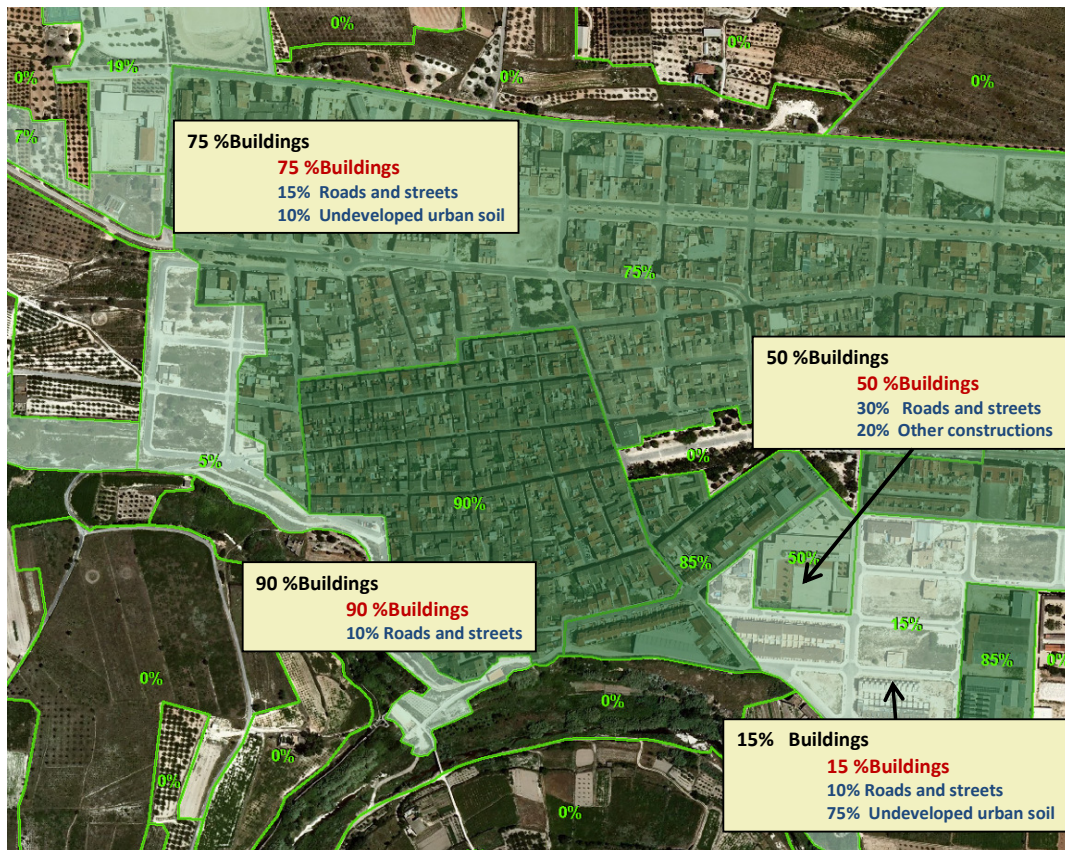 0%
0%
0%
19%
0%
0%
7%
75 %Buildings
75 %Buildings
15% Roads and streets
10% Undeveloped urban soil
75%
50 %Buildings
50 %Buildings
30% Roads and streets
20% Other constructions
0%
5%
90%
50%
85%
90 %Buildings
90 %Buildings
10% Roads and streets
15%
85%
0%
0%
0%
0%
0%
0%
15% Buildings
15 %Buildings
10% Roads and streets
75% Undeveloped urban soil